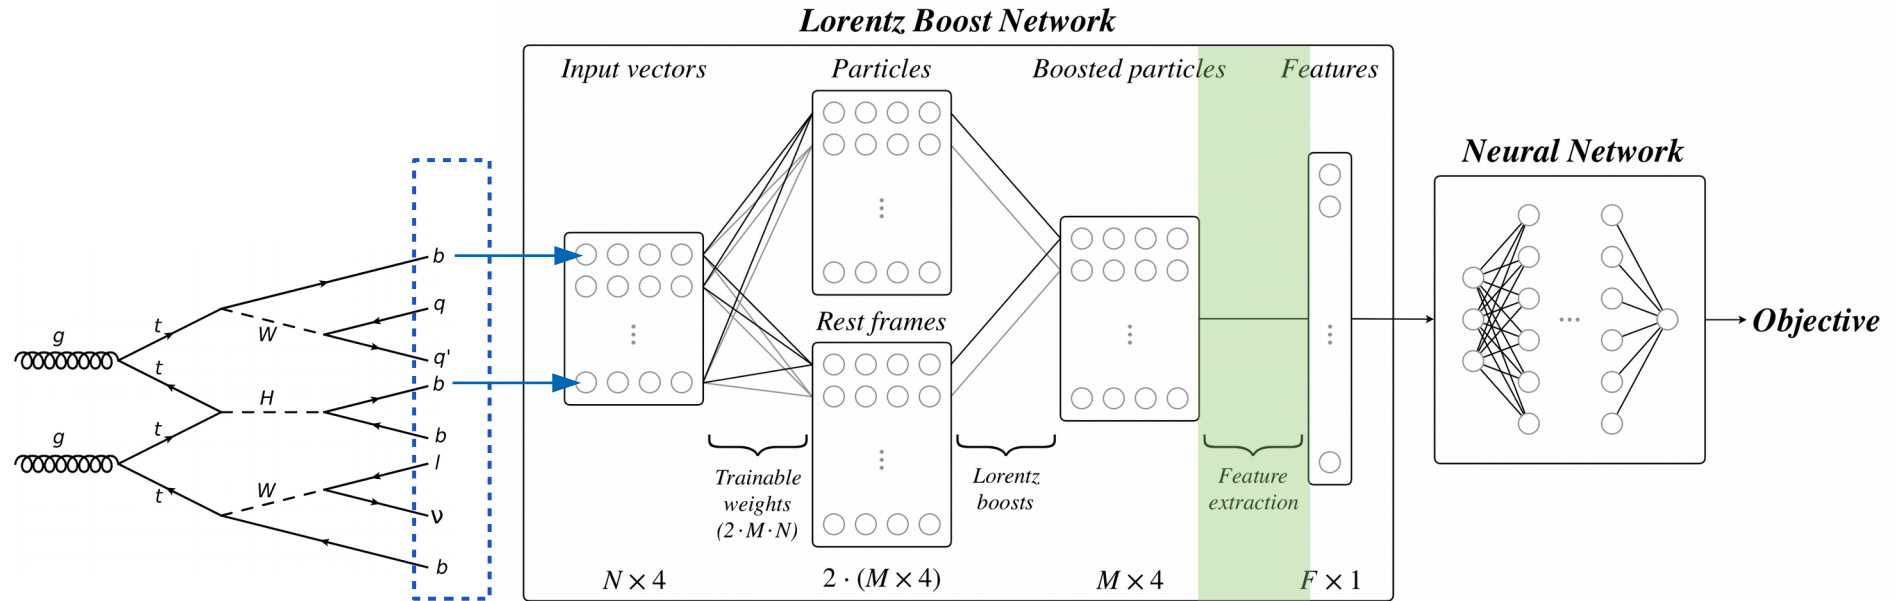 Lorentz Boost Network
Input vectors
Particles
Boosted particles
Features
Neural Network
b
q
q'
b
b
l
ν
b
g
g
t
t
t
t
W
H
W
Rest frames
⋮
⋮
⋮
⋮
⋮
...
Objective
Trainable
weights
(2·M·N)
Lorentz
boosts
Feature
extraction
N × 4
2 · (M × 4)
M × 4
F × 1